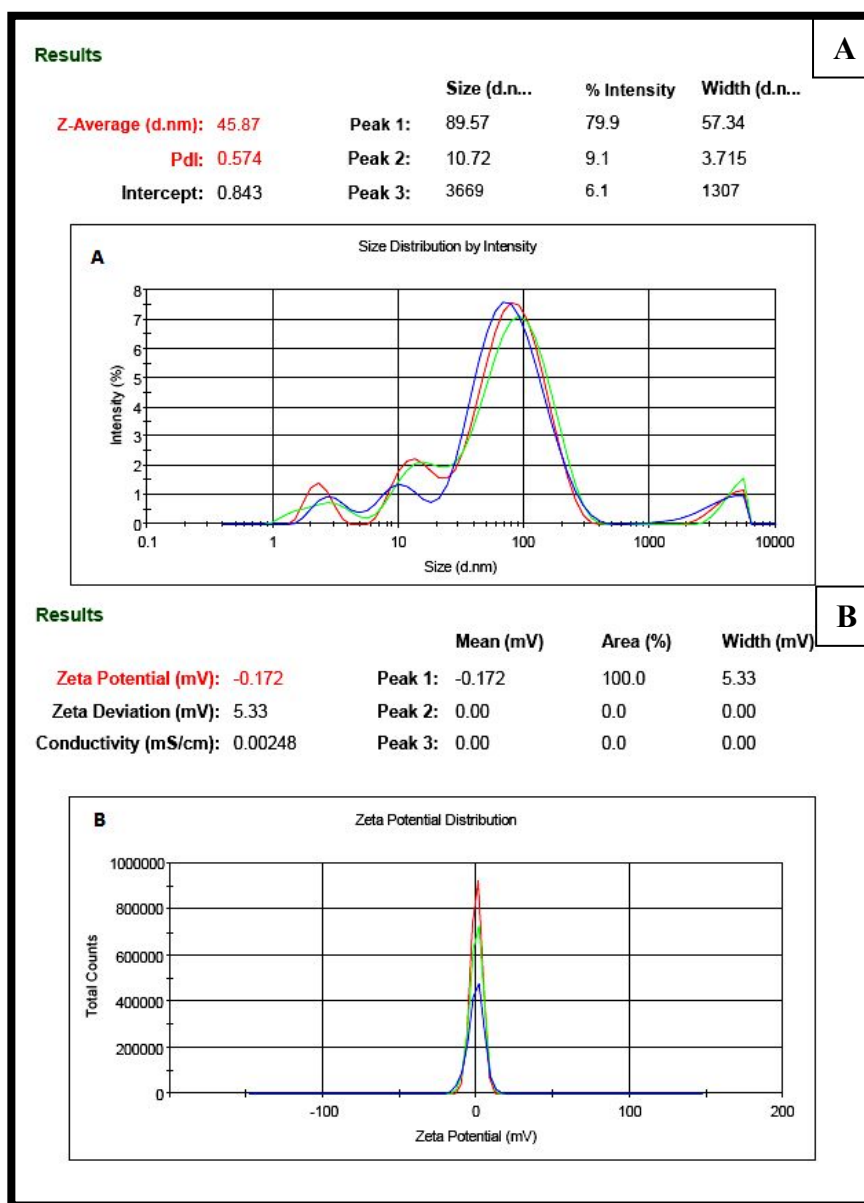 A
Results
Size (d.n... % Intensity Width (d.n...
Z-Average (d.nm): 45.87 Peak 1: 89.57 79.9 57.34
PdI: 0.574 Peak 2: 10.72 9.1 3.715
Intercept: 0.843 Peak 3: 3669 6.1 1307
A
Size Distribution by Intensity
8
7
6
5
4
3
2
1
0
Intensity (%)
0.1 1 10 100 1000 10000
Size (d.nm)
B
Results
Mean (mV) Area (%) Width (mV)
Zeta Potential (mV): -0.172 Peak 1: -0.172 100.0 5.33
Zeta Deviation (mV): 5.33 Peak 2: 0.00 0.0 0.00
Conductivity (mS/cm): 0.00248 Peak 3: 0.00 0.0 0.00
B
Zeta Potential Distribution
1000000
800000
600000
400000
200000
0
Total Counts
-100 0 100 200
Zeta Potential (mV)